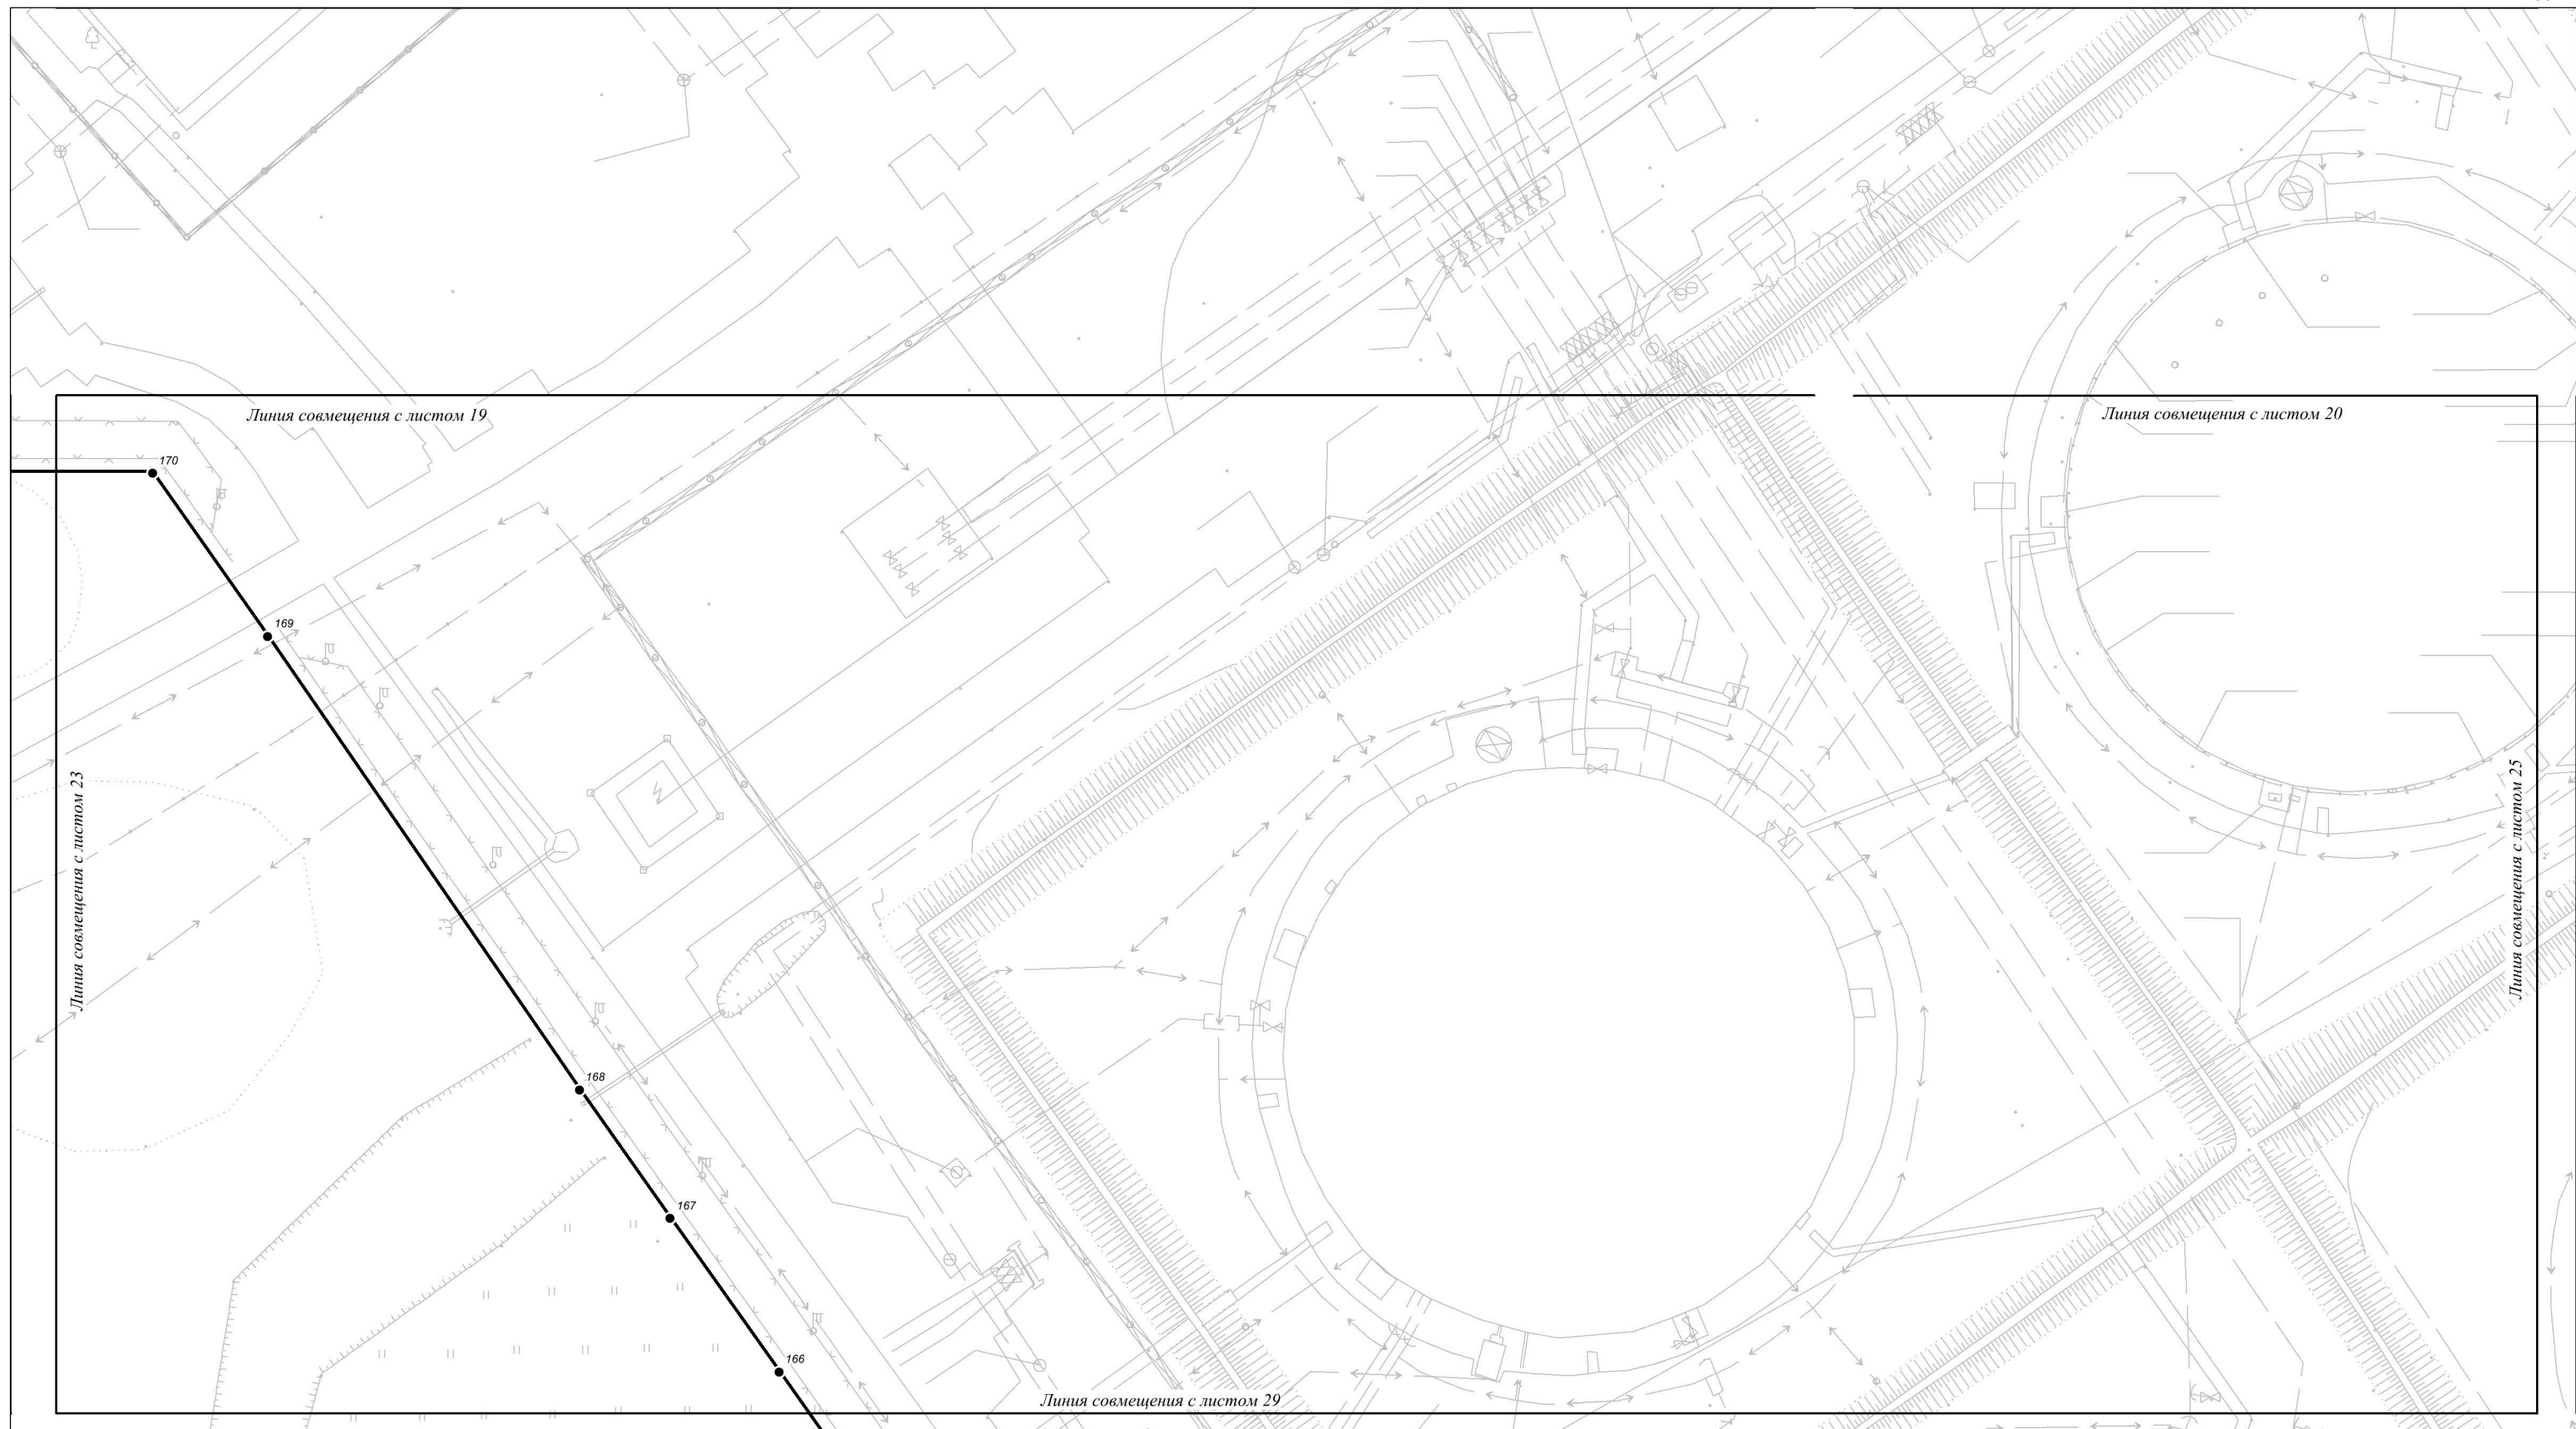 Линия совмещения с листом 19
Линия совмещения с листом 20
170
169
Линия совмещения с листом 23
Линия совмещения с листом 25
168
167
166
Линия совмещения с листом 29